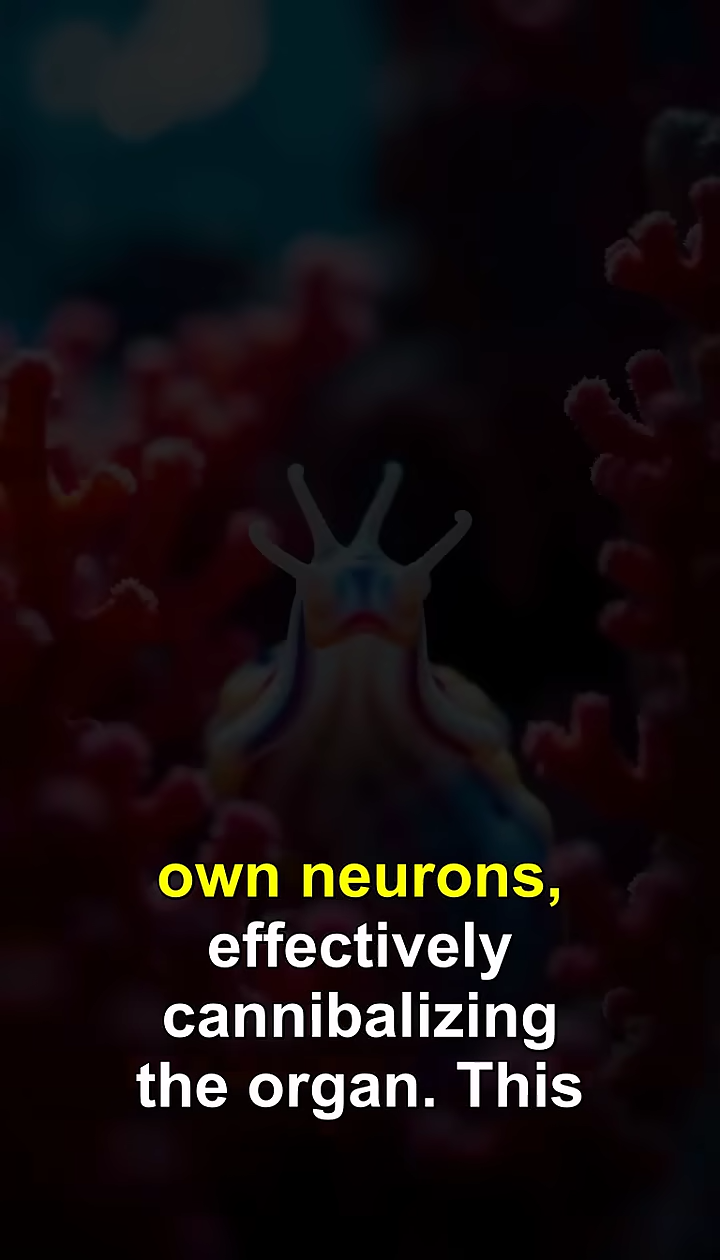 own neurons,
effectively
cannibalizing
the organ. This